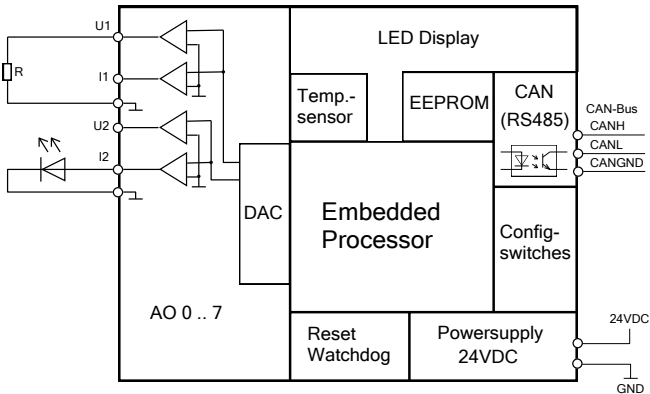 U1
R
I1
U2
I2
LED Display
Temp.-
sensor
EEPROM
CAN
(RS485)
CAN-Bus
CANH
CANL
CANGND
DAC
Embedded
Processor
Config-
switches
AO 0 .. 7
Reset
Watchdog
Powersupply
24VDC
24VDC
GND